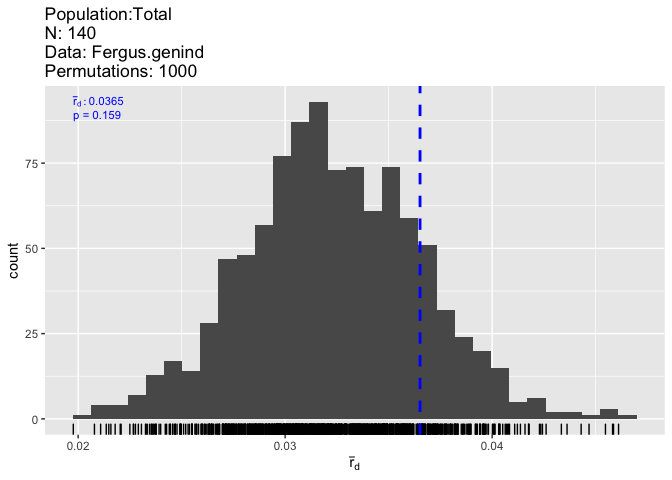 Population:Total
N: 140
Data: Fergus.genind
Permutations: 1000
r̅d: 0.0365
p = 0.159
75
50
25
0
count
0.02 0.03 0.04
r̅d